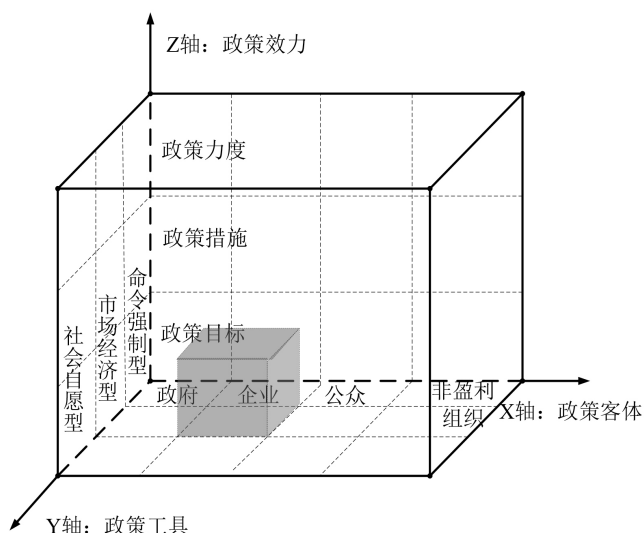 Z轴：政策效力
政策力度
政策措施
命令强制型
市场经济型
社会自愿型
政策目标
政府
企业
公众
非盈利
组织
X轴：政策客体
Y轴：政策工具